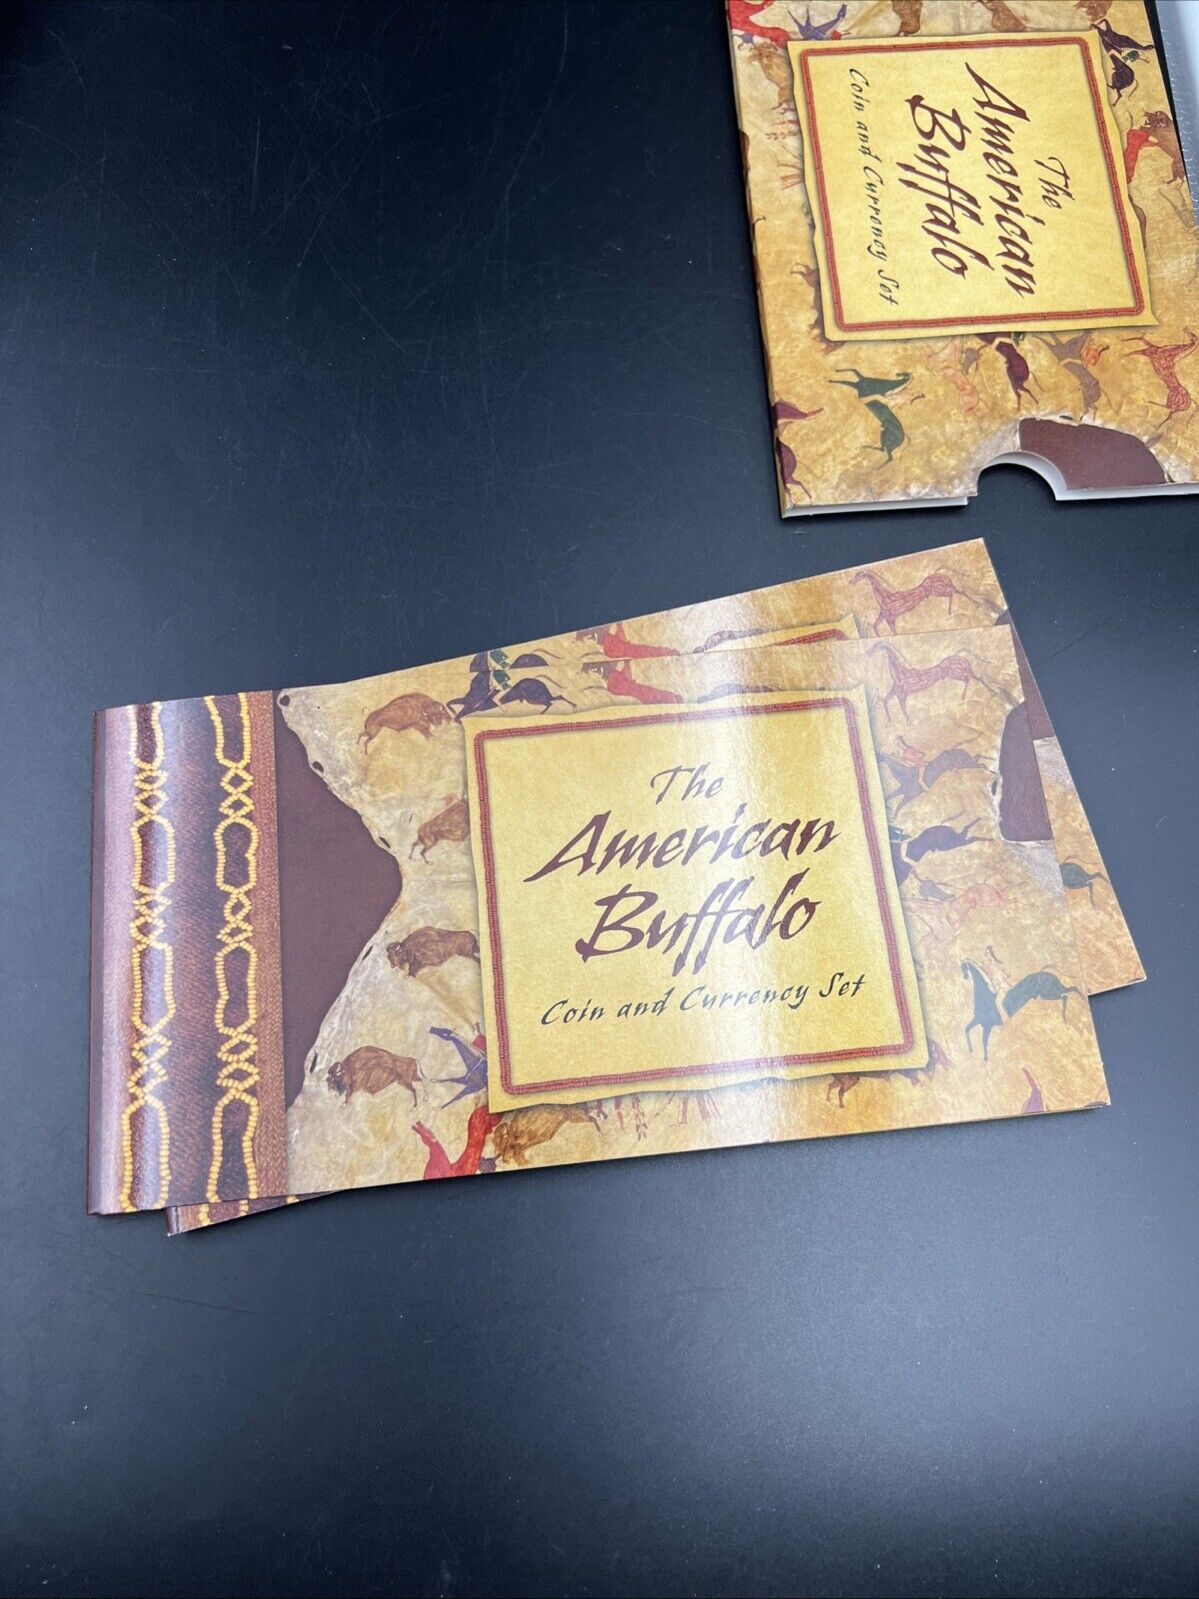 The
American
Buffalo
Coin and Currency Set
The
American
Buffalo
Coin and Currency Set